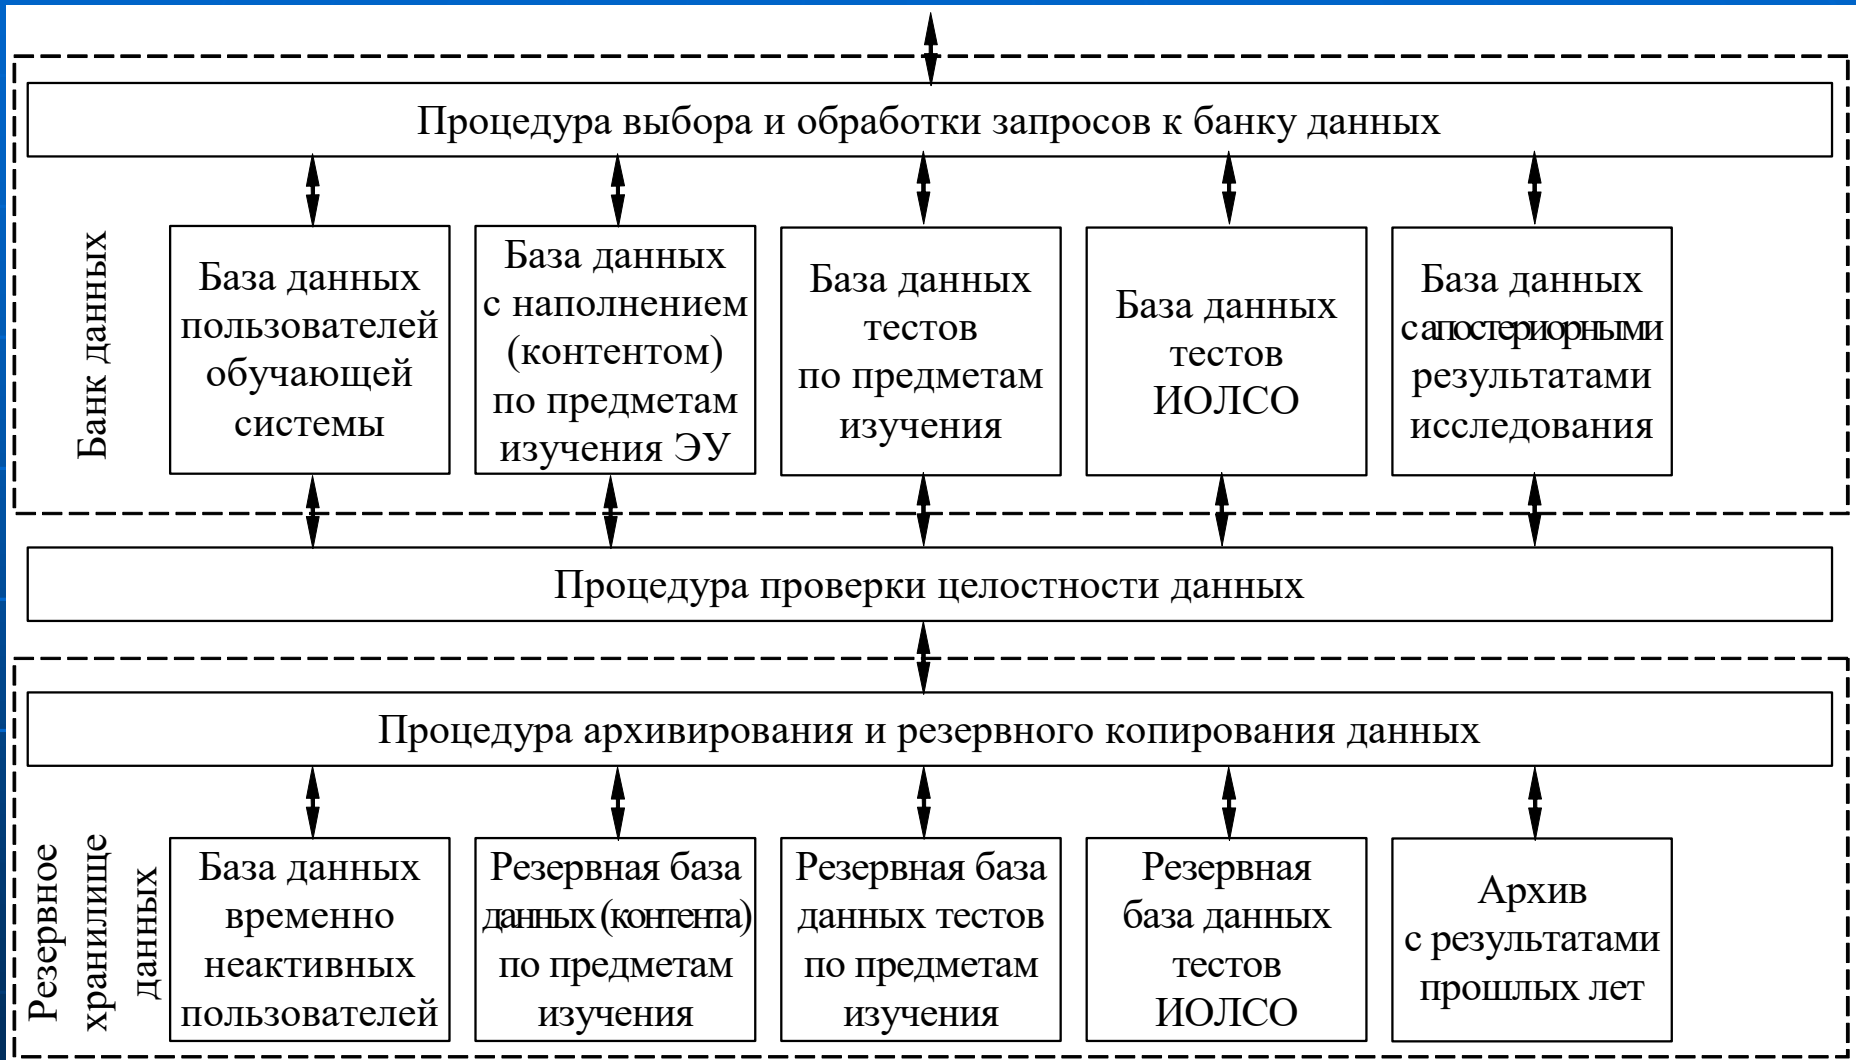 Процедура выбора и обработки запросов к банку данных
Банк данных
База данных
пользователей
обучающей
системы
База данных
с наполнением
(контентом)
по предметам
изучения ЭУ
База данных
тестов
по предметам
изучения
База данных
тестов
ИОЛСО
База данных
с апостериорными
результатами
исследования
Процедура проверки целостности данных
Процедура архивирования и резервного копирования данных
Резервное
хранилище
данных
База данных
временно
неактивных
пользователей
Резервная база
данных (контента)
по предметам
изучения
Резервная база
данных тестов
по предметам
изучения
Резервная
база данных
тестов
ИОЛСО
Архив
с результатами
прошлых лет